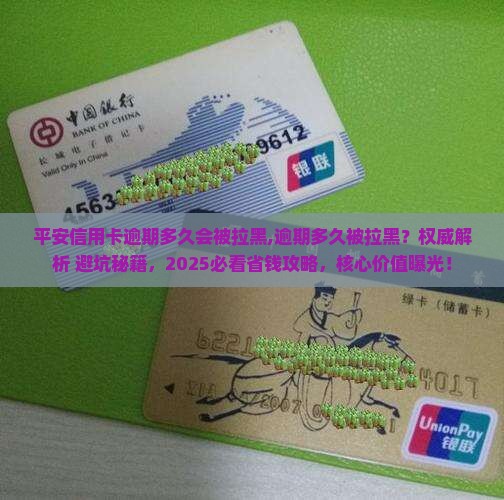 中国银行
BANK OF CHINA
长城电子借记卡
Valid Only in China
4563
9612
银联
平安信用卡逾期多久会被拉黑,逾期多久被拉黑？权威解
析 避坑秘籍，2025必看省钱攻略，核心价值曝光！
绿卡（储蓄卡）
UnionPay
银联